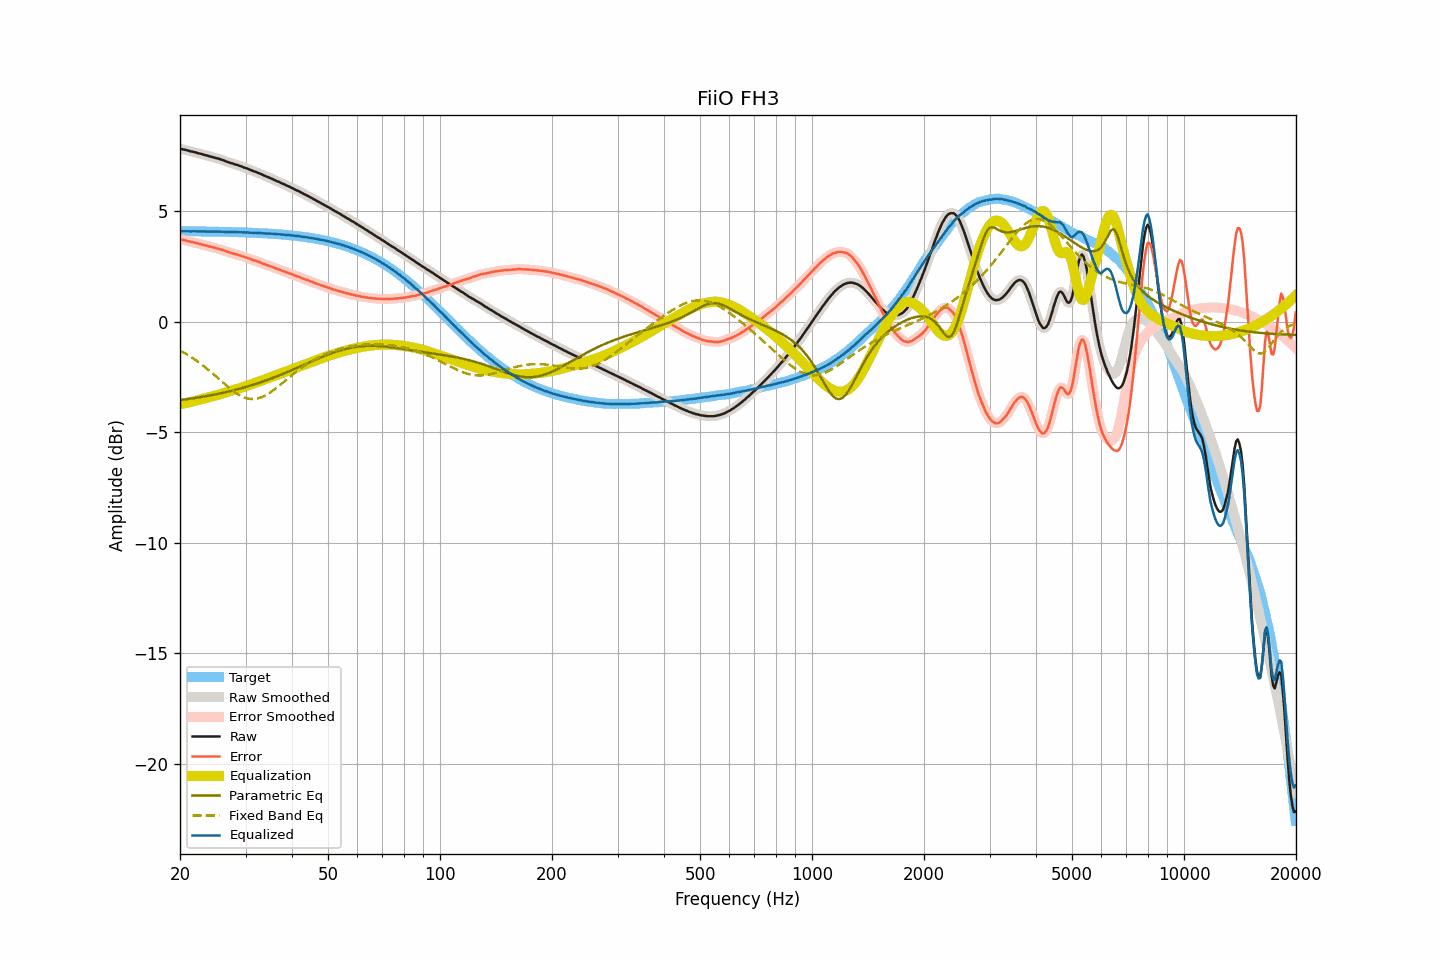 FiiO FH3
Amplitude (dBr)
5
0
−5
−10
−15
−20
Target
Raw Smoothed
Error Smoothed
Raw
Error
Equalization
Parametric Eq
Fixed Band Eq
Equalized
20 50 100 200 500 1000 2000 5000 10000 20000
Frequency (Hz)